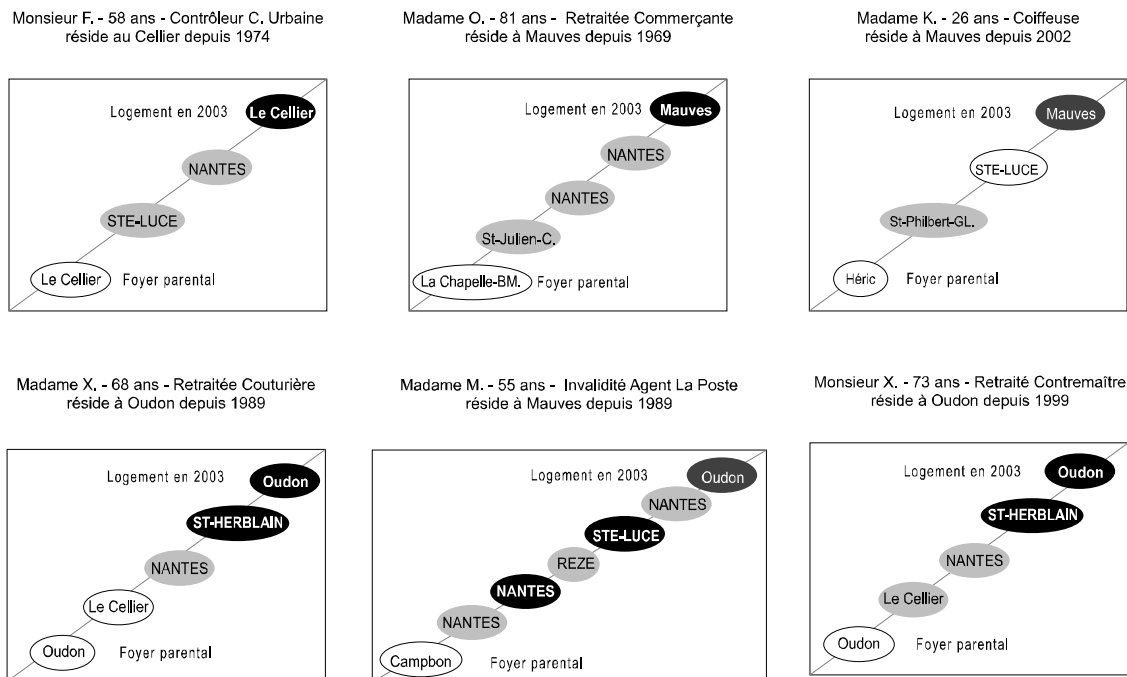 Monsieur F. - 58 ans - Contrôleur C. Urbaine
réside au Cellier depuis 1974
Logement en 2003
Le Cellier
NANTES
STE-LUCE
Le Cellier
Foyer parental
Madame O. - 81 ans - Retraitée Commerçante
réside à Mauves depuis 1969
Logement en 2003
Mauves
NANTES
NANTES
St-Julien-C.
La Chapelle-BM.
Foyer parental
Madame K. - 26 ans - Coiffeuse
réside à Mauves depuis 2002
Logement en 2003
Mauves
STE-LUCE
St-Philbert-GL.
Héric
Foyer parental
Madame X. - 68 ans - Retraitée Couturière
réside à Oudon depuis 1989
Logement en 2003
Oudon
ST-HERBLAIN
NANTES
Le Cellier
Oudon
Foyer parental
Madame M. - 55 ans - Invalidité Agent La Poste
réside à Mauves depuis 1989
Logement en 2003
Oudon
NANTES
STE-LUCE
REZE
NANTES
NANTES
Campbon
Foyer parental
Monsieur X. - 73 ans - Retraité Contremaître
réside à Oudon depuis 1999
Logement en 2003
Oudon
ST-HERBLAIN
NANTES
Le Cellier
Oudon
Foyer parental